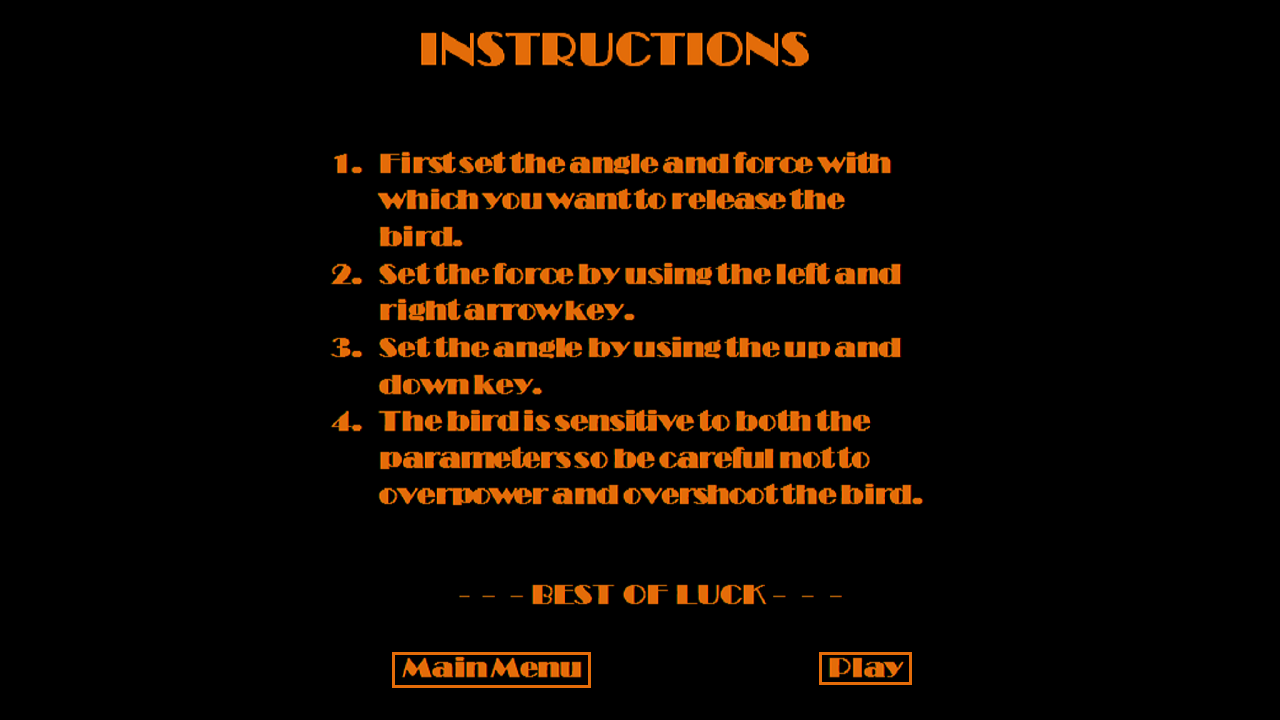 INSTRUCTIONS
1. First set the angle and force with
which you want to release the
bird.
2. Set the force by using the left and
right arrow key.
3. Set the angle by using the up and
down key.
4. The bird is sensitive to both the
parameters so be careful not to
overpower and overshoot the bird.
- - - BEST OF LUCK - - -
Main Menu
Play